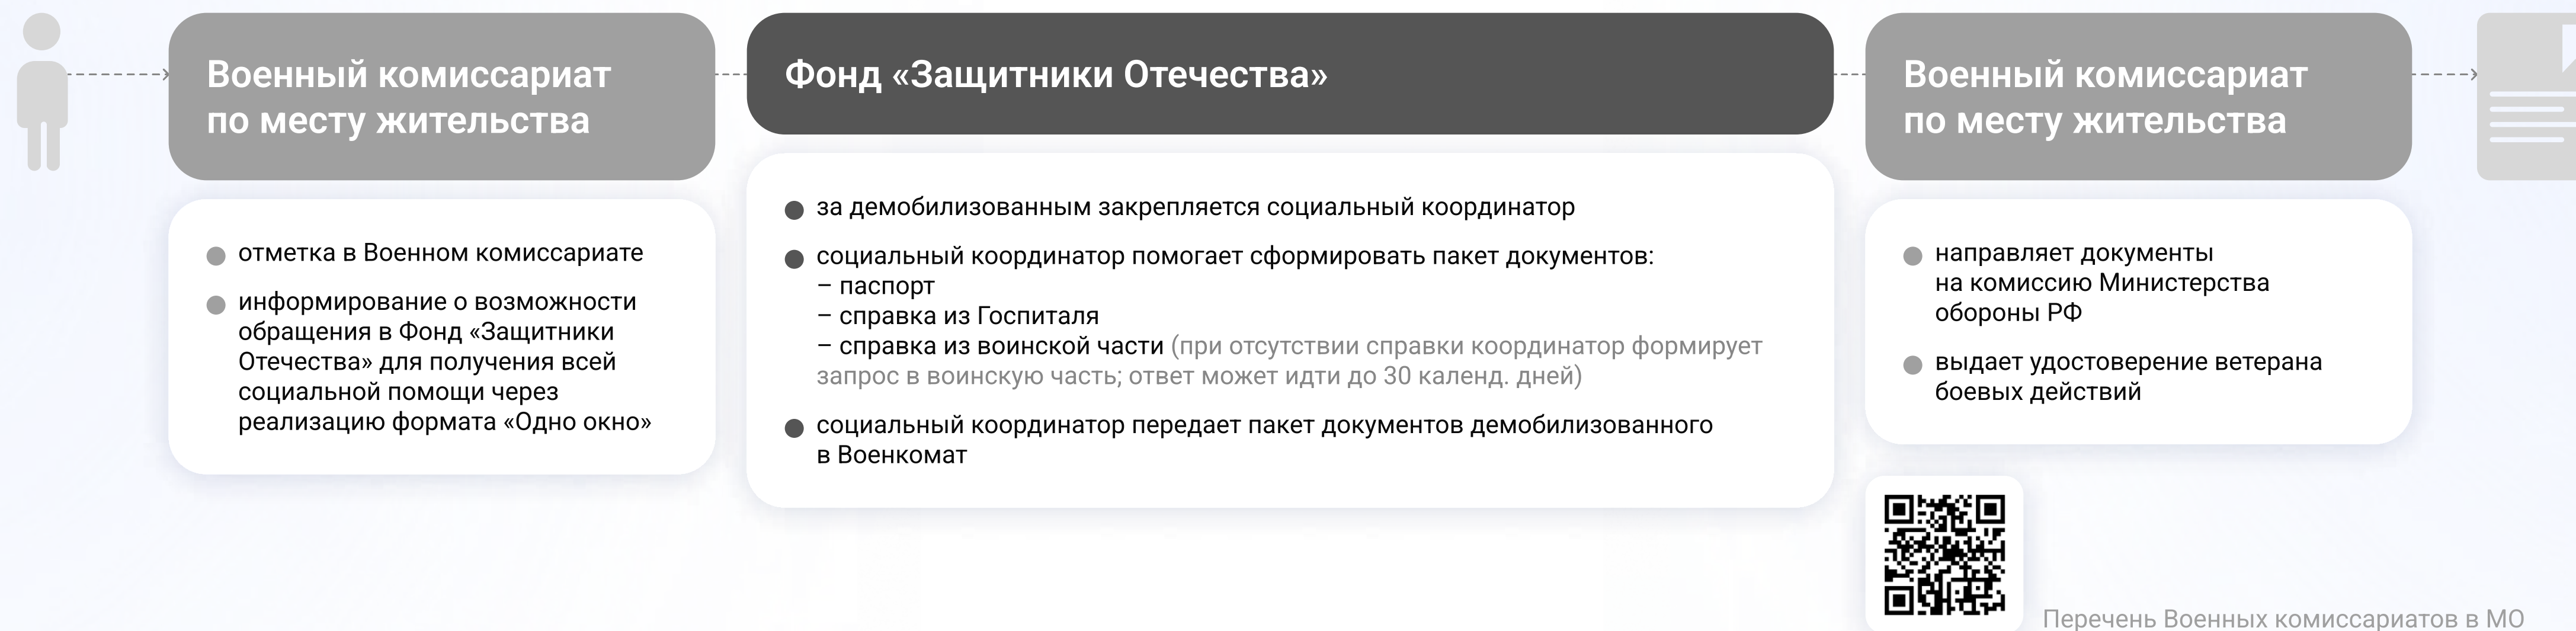 Военный комиссариат
по месту жительства
отметка в Военном комиссариате
информирование о возможности
обращения в Фонд «Защитники
Отечества» для получения всей
социальной помощи через
реализацию формата «Одно окно»
Фонд «Защитники Отечества»
за демобилизованным закрепляется социальный координатор
социальный координатор помогает сформировать пакет документов:
– паспорт
– справка из Госпиталя
– справка из воинской части (при отсутствии справки координатор формирует
запрос в воинскую часть; ответ может идти до 30 календ. дней)
социальный координатор передает пакет документов демобилизованного
в Военкомат
Военный комиссариат
по месту жительства
направляет документы
на комиссию Министерства
обороны РФ
выдает удостоверение ветерана
боевых действий
Перечень Военных комиссариатов в МО